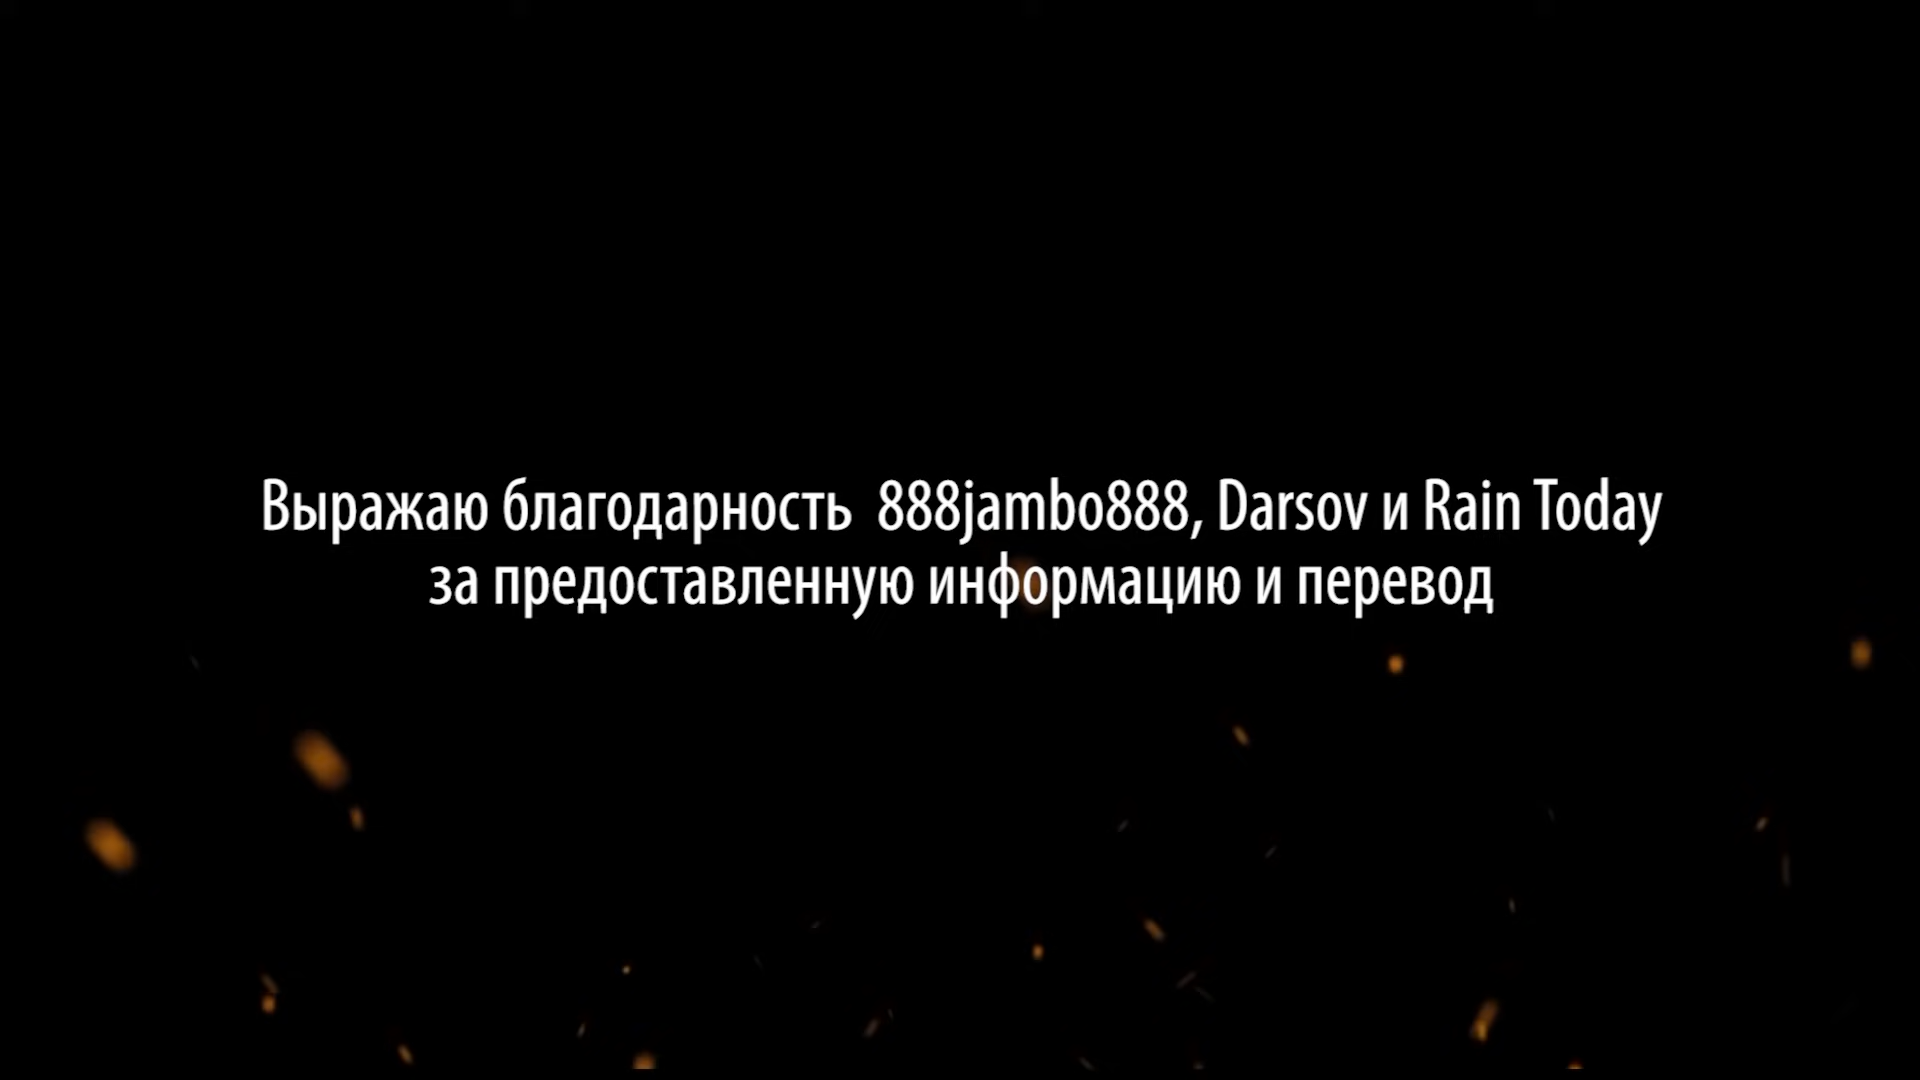 Выражаю благодарность  888jambo888, Darsov и Rain Today
за предоставленную информацию и перевод